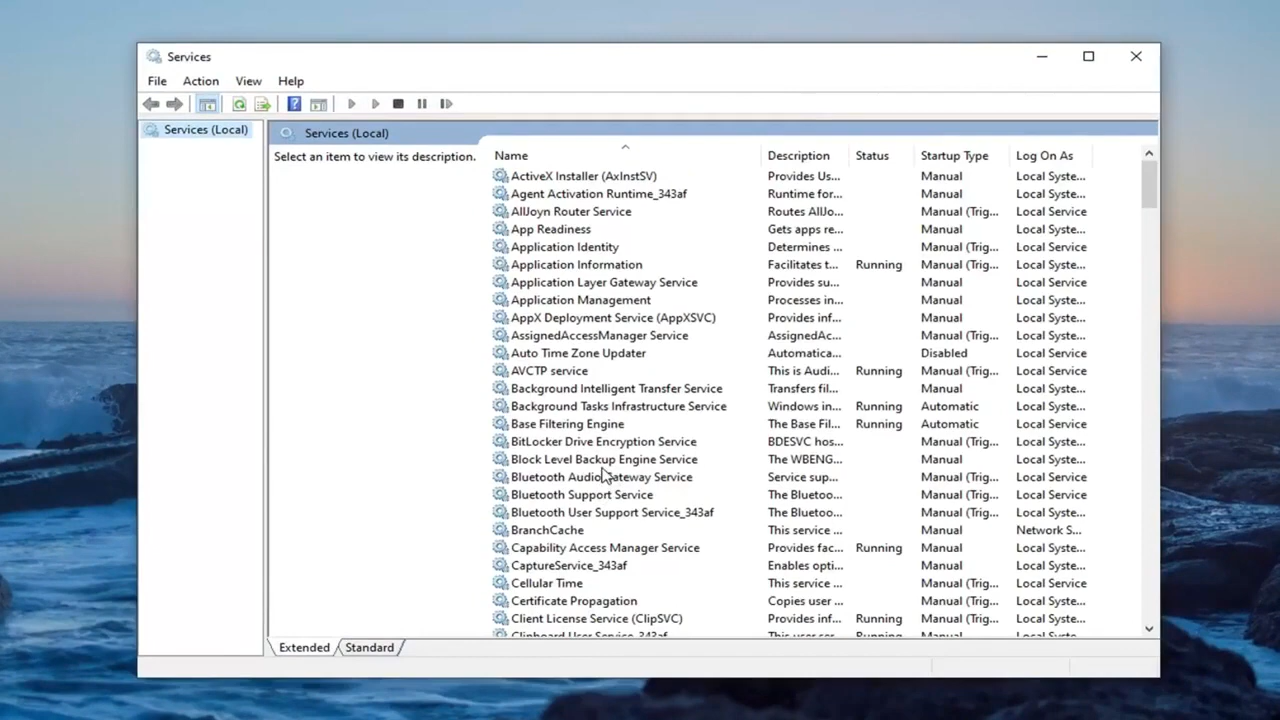 Services
File Action View Help
Services (Local)
Services (Local)
Select an item to view its description.
Name Description Status Startup Type Log On As
ActiveX Installer (AxInstSV) Provides Us... Manual Local Syste...
Agent Activation Runtime_343af Runtime for... Manual Local Syste...
AllJoyn Router Service Routes AllJo... Manual (Trig... Local Service
App Readiness Gets apps re... Manual Local Syste...
Application Identity Determines ... Manual (Trig... Local Service
Application Information Facilitates t... Running Manual (Trig... Local Syste...
Application Layer Gateway Service Provides su... Manual Local Service
Application Management Processes in... Manual Local Syste...
AppX Deployment Service (AppXSVC) Provides inf... Manual Local Syste...
AssignedAccessManager Service AssignedAc... Manual (Trig... Local Syste...
Auto Time Zone Updater Automatica... Disabled Local Service
AVCTP service This is Audi... Running Manual (Trig... Local Service
Background Intelligent Transfer Service Transfers fil... Manual Local Syste...
Background Tasks Infrastructure Service Windows in... Running Automatic Local Syste...
Base Filtering Engine The Base Fil... Running Automatic Local Service
BitLocker Drive Encryption Service BDESVC hos... Manual (Trig... Local Syste...
Block Level Backup Engine Service The WBENG... Manual Local Syste...
Bluetooth Audio Gateway Service Service sup... Manual (Trig... Local Service
Bluetooth Support Service The Bluetoo... Manual (Trig... Local Service
Bluetooth User Support Service_343af The Bluetoo... Manual (Trig... Local Syste...
BranchCache This service ... Manual Network S...
Capability Access Manager Service Provides fac... Running Manual Local Syste...
CaptureService_343af Enables opti... Manual Local Syste...
Cellular Time This service ... Manual (Trig... Local Service
Certificate Propagation Copies user ... Manual (Trig... Local Syste...
Client License Service (ClipSVC) Provides inf... Running Manual (Trig... Local Syste...
Clipboard User Service_343af This user ser... Running Manual Local Syste...
Extended Standard